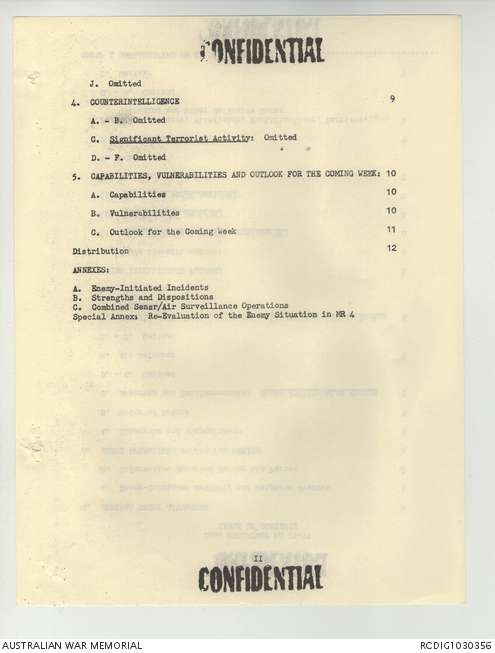 CONFIDENTIAL
J. Omitted
4. COUNTERINTELLIGENCE 9
A. - B. Omitted
C. Significant Terrorist Activity: Omitted
D. - F. Omitted
5. CAPABILITIES, VULNERABILITIES AND OUTLOOK FOR THE COMING WEEK: 10
A. Capabilities 10
B. Vulnerabilities 10
C. Outlook for the Coming Week 11
Distribution 12
ANNEXES:
A. Enemy-Initiated Incidents
B. Strengths and Dispositions
C. Combined Sensr/Air Surveillance Operations
Special Annex: Re-Evaluation of the Enemy Situation in MR 4
II
CONFIDENTIAL
AUSTRALIAN WAR MEMORIAL RCDIG1030356